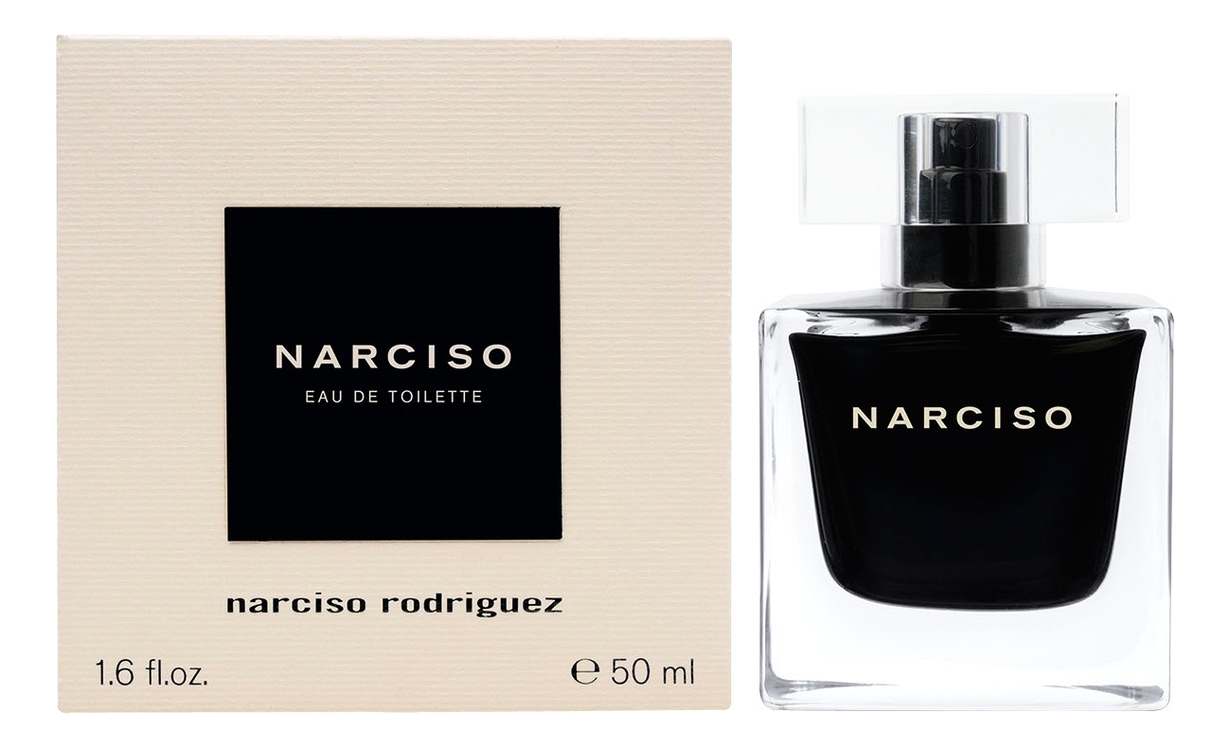 NARCISO
EAU DE TOILETTE
narciso rodriguez
1.6 fl.oz.
℮ 50 ml
NARCISO